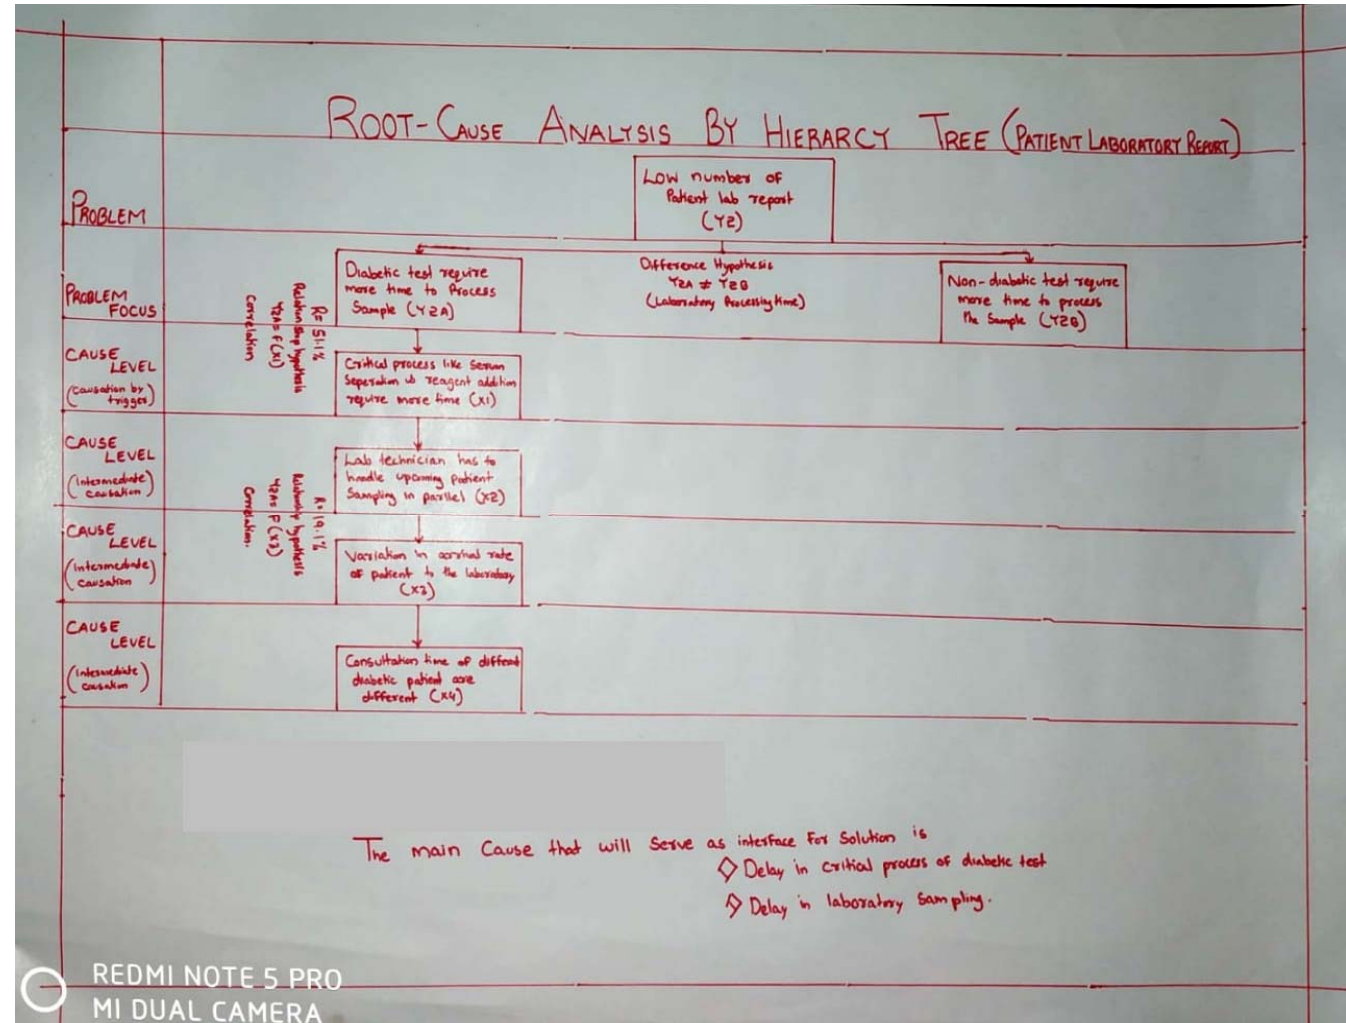 ROOT-CAUSE ANALYSIS BY HIERARCY TREE (PATIENT LABORATORY REPORT)
PROBLEM
Low number of
Patient lab report
(Y2)
PROBLEM
FOCUS
Diabetic test require
more time to Process
Sample (Y2A)
Difference Hypothesis
Y2A ≠ Y2B
(Laboratory Processing time)
Non-diabetic test require
more time to process
the Sample (Y2B)
R= 51.1%
Relationship hypothesis
Y2A= F(X1)
Correlation
CAUSE
LEVEL
(causation by
trigger)
Critical process like Serum
Seperation & reagent addition
require more time (X1)
CAUSE
LEVEL
(Intermediate
causation)
Lab technician has to
handle upcoming patient
Sampling in parllel (X2)
R= 19.1%
Relationship hypothesis
Y2A= F(X3)
Correlation.
CAUSE
LEVEL
(Intermediate
causation)
Variation in arrival rate
of patient to the laboratory
(X3)
CAUSE
LEVEL
(Intermediate
causation)
Consultation time of diffend
diabetic patient are
different (X4)
The main Cause that will Serve as interface For Solution is
Delay in critical process of diabetic test
Delay in laboratory Sampling.
REDMI NOTE 5 PRO
MI DUAL CAMERA